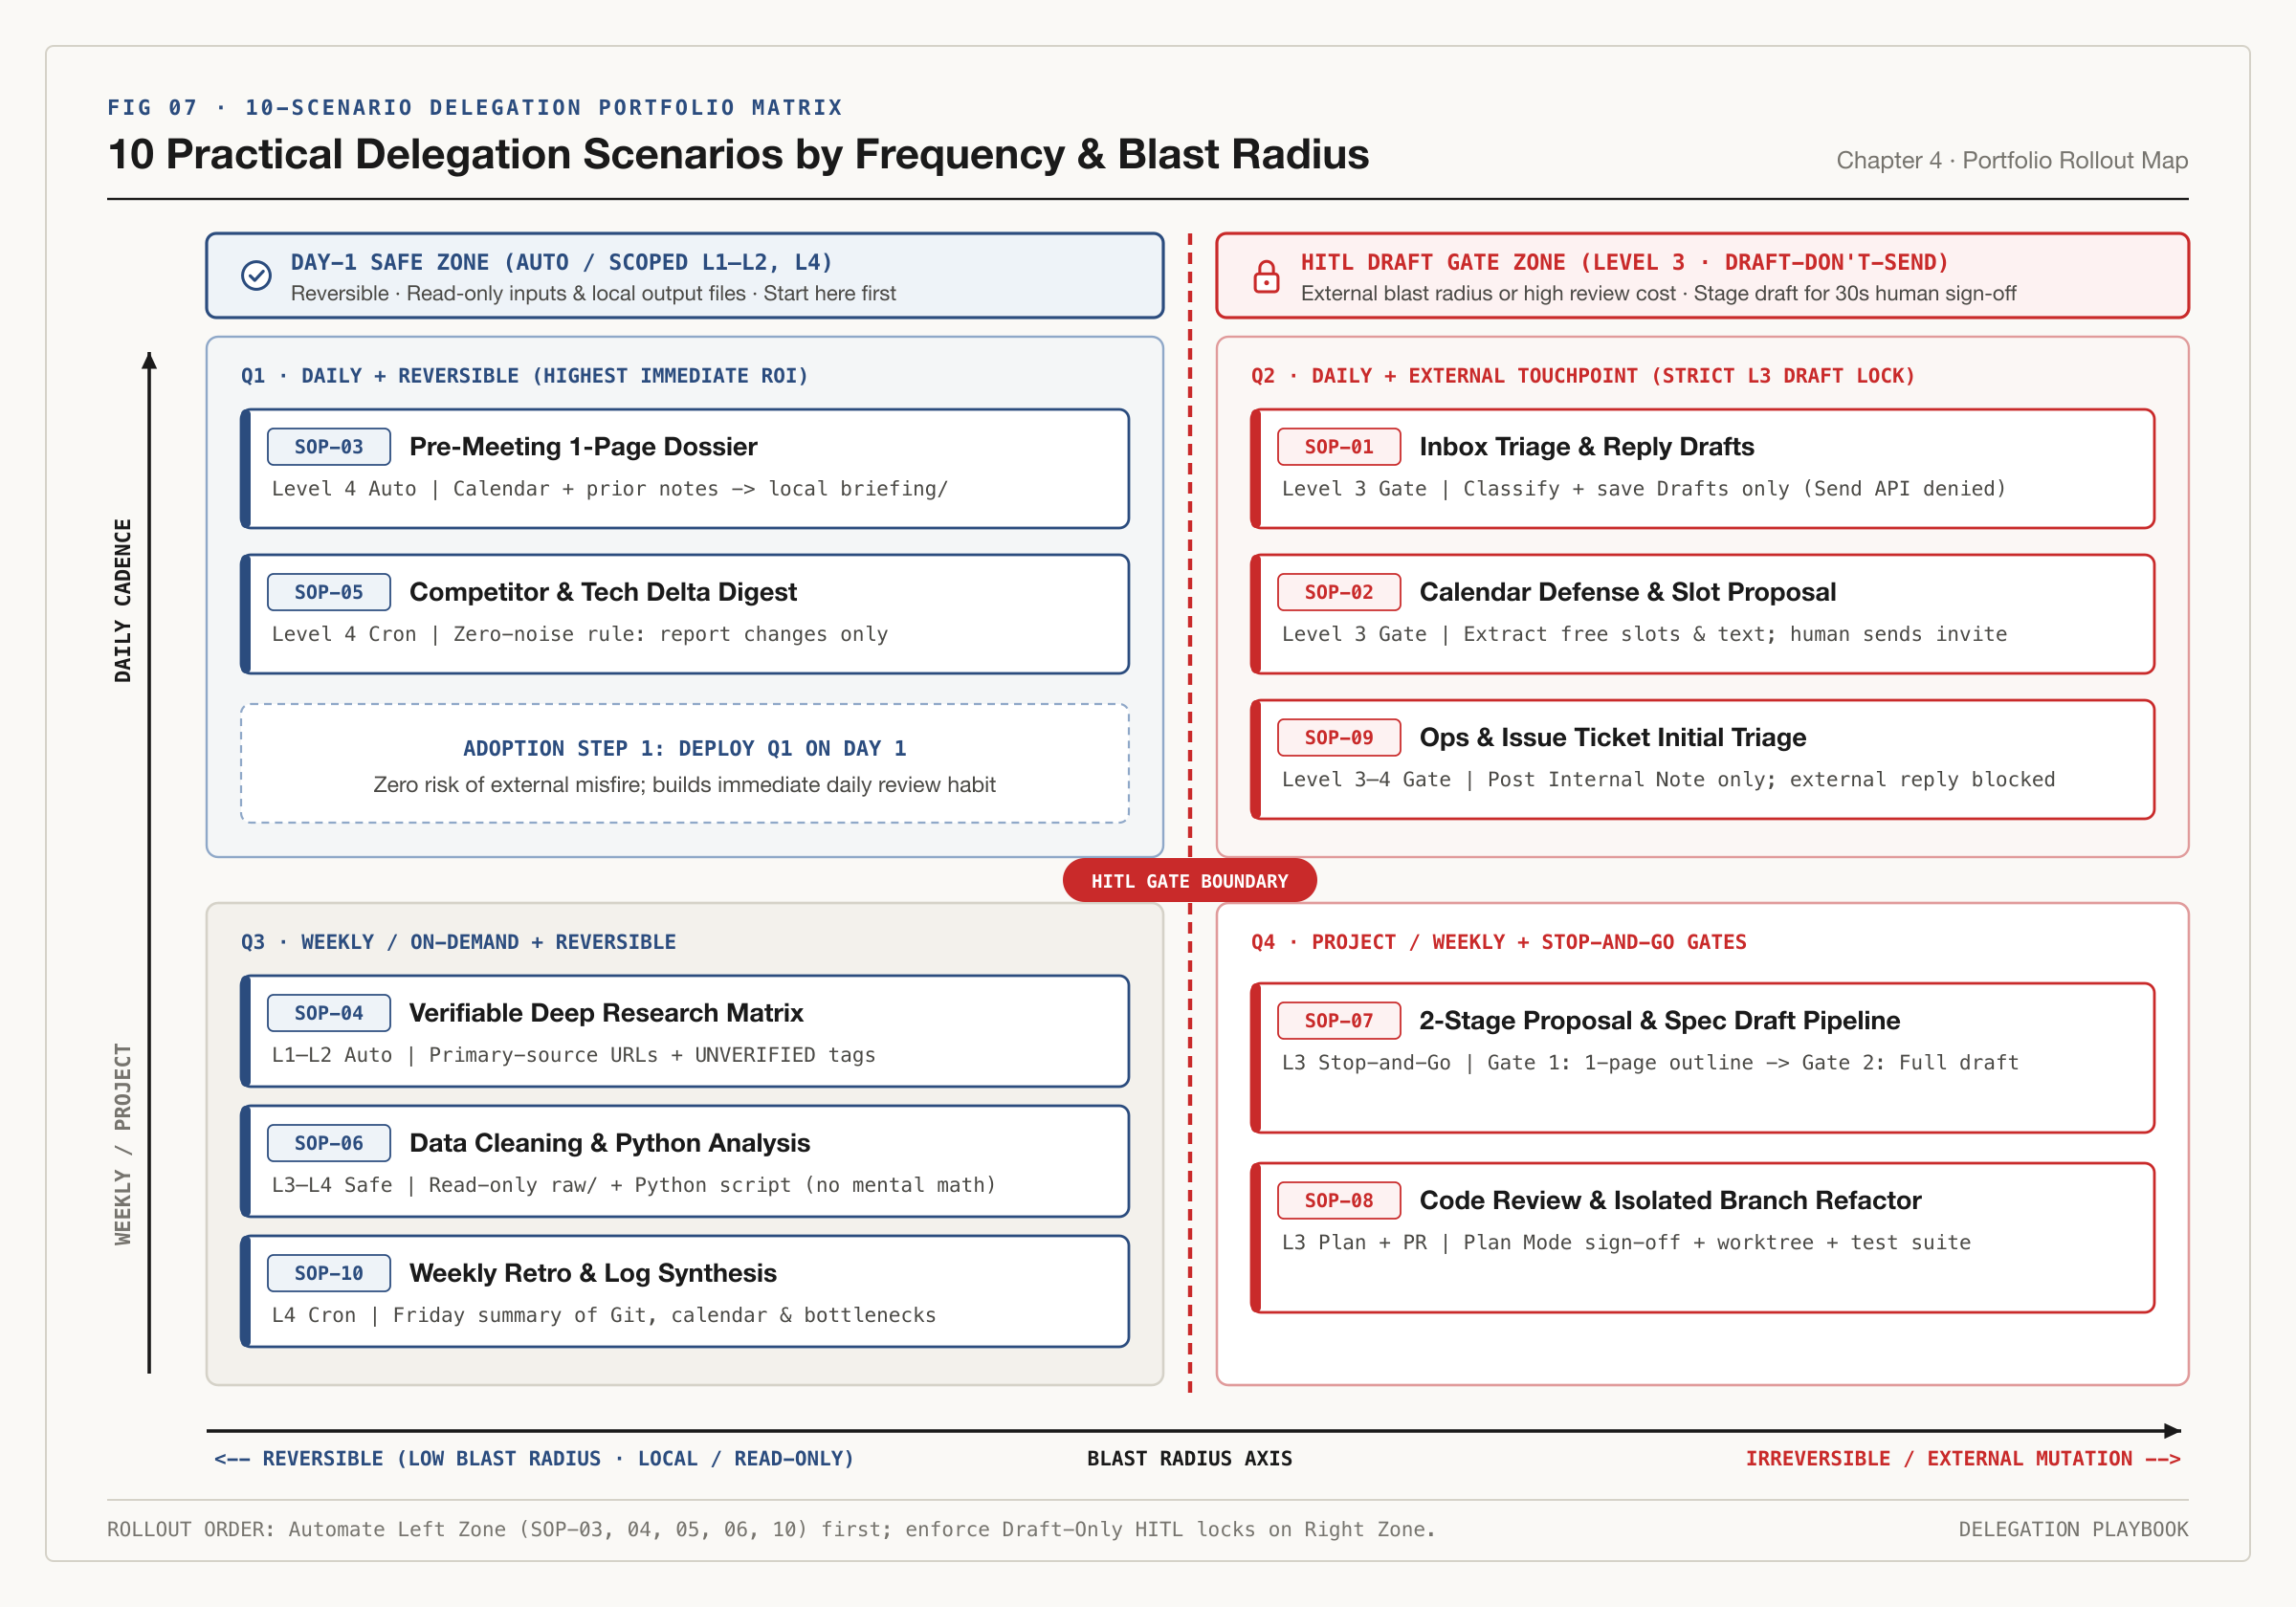 FIG 07 · 10–SCENARIO DELEGATION PORTFOLIO MATRIX
10 Practical Delegation Scenarios by Frequency & Blast Radius
Chapter 4 · Portfolio Rollout Map
DAY–1 SAFE ZONE (AUTO / SCOPED L1–L2, L4)
Reversible · Read-only inputs & local output files · Start here first
HITL DRAFT GATE ZONE (LEVEL 3 · DRAFT–DON'T–SEND)
External blast radius or high review cost · Stage draft for 30s human sign-off
DAILY CADENCE
WEEKLY / PROJECT
Q1 · DAILY + REVERSIBLE (HIGHEST IMMEDIATE ROI)
SOP–03 Pre-Meeting 1-Page Dossier
Level 4 Auto | Calendar + prior notes –> local briefing/
SOP–05 Competitor & Tech Delta Digest
Level 4 Cron | Zero–noise rule: report changes only
ADOPTION STEP 1: DEPLOY Q1 ON DAY 1
Zero risk of external misfire; builds immediate daily review habit
Q2 · DAILY + EXTERNAL TOUCHPOINT (STRICT L3 DRAFT LOCK)
SOP–01 Inbox Triage & Reply Drafts
Level 3 Gate | Classify + save Drafts only (Send API denied)
SOP–02 Calendar Defense & Slot Proposal
Level 3 Gate | Extract free slots & text; human sends invite
SOP–09 Ops & Issue Ticket Initial Triage
Level 3–4 Gate | Post Internal Note only; external reply blocked
HITL GATE BOUNDARY
Q3 · WEEKLY / ON–DEMAND + REVERSIBLE
SOP–04 Verifiable Deep Research Matrix
L1–L2 Auto | Primary–source URLs + UNVERIFIED tags
SOP–06 Data Cleaning & Python Analysis
L3–L4 Safe | Read–only raw/ + Python script (no mental math)
SOP–10 Weekly Retro & Log Synthesis
L4 Cron | Friday summary of Git, calendar & bottlenecks
Q4 · PROJECT / WEEKLY + STOP–AND–GO GATES
SOP–07 2-Stage Proposal & Spec Draft Pipeline
L3 Stop–and–Go | Gate 1: 1–page outline –> Gate 2: Full draft
SOP–08 Code Review & Isolated Branch Refactor
L3 Plan + PR | Plan Mode sign–off + worktree + test suite
<–– REVERSIBLE (LOW BLAST RADIUS · LOCAL / READ–ONLY)
BLAST RADIUS AXIS
IRREVERSIBLE / EXTERNAL MUTATION ––>
ROLLOUT ORDER: Automate Left Zone (SOP–03, 04, 05, 06, 10) first; enforce Draft–Only HITL locks on Right Zone.
DELEGATION PLAYBOOK